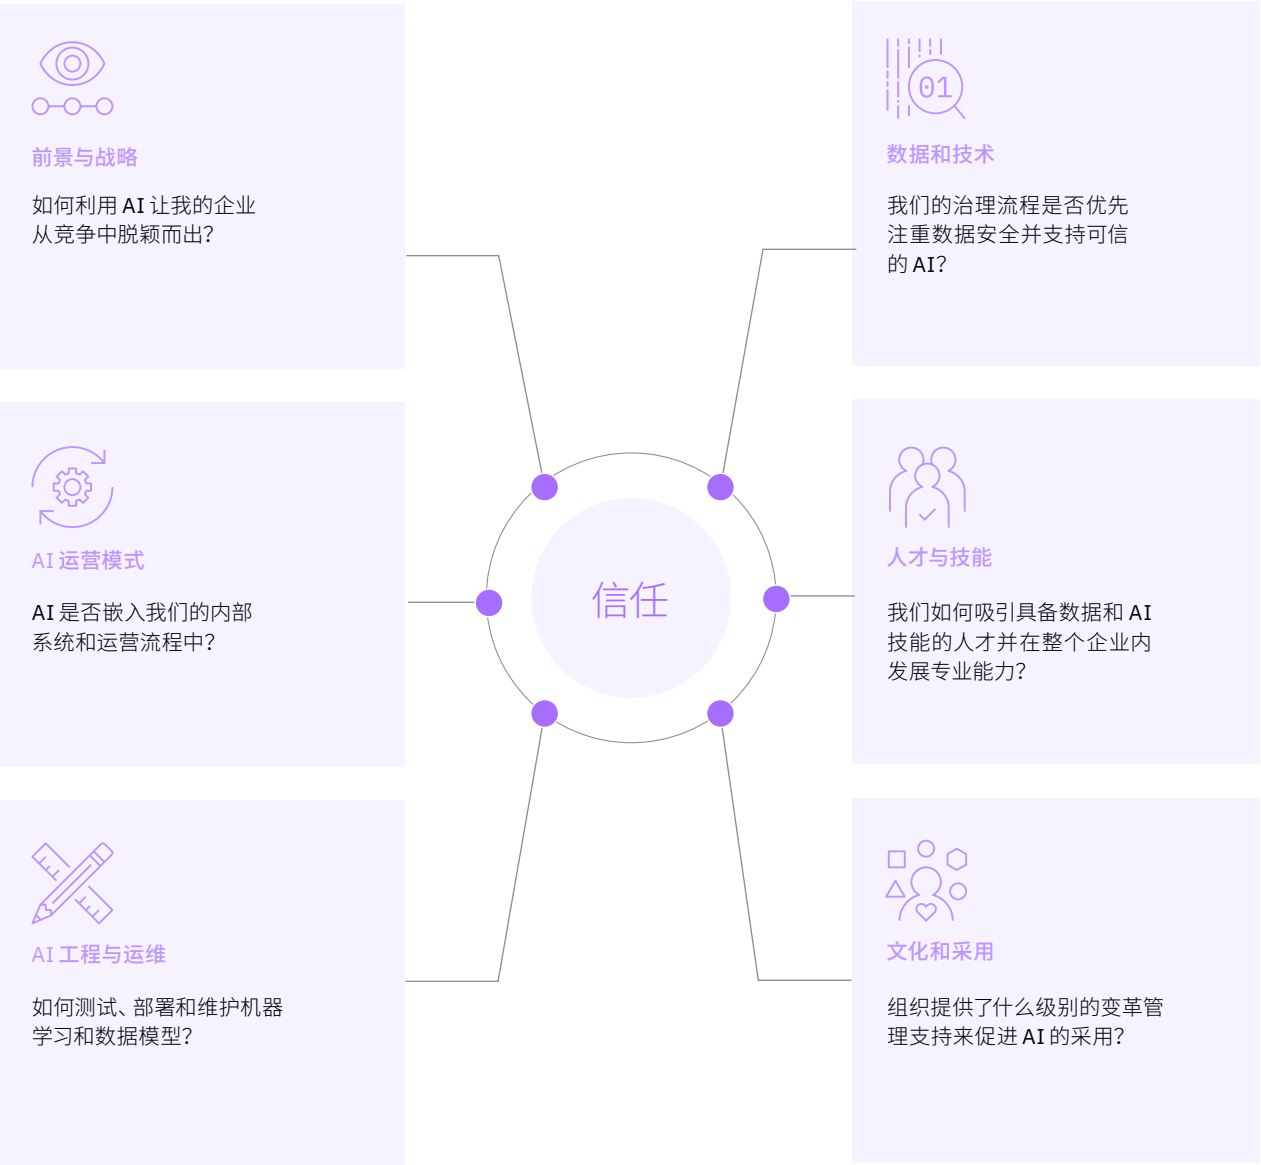 前景与战略
如何利用 AI 让我的企业
从竞争中脱颖而出？
01
数据和技术
我们的治理流程是否优先
注重数据安全并支持可信
的 AI？
AI 运营模式
AI 是否嵌入我们的内部
系统和运营流程中？
信任
人才与技能
我们如何吸引具备数据和 AI
技能的人才并在整个企业内
发展专业能力？
AI 工程与运维
如何测试、部署和维护机器
学习和数据模型？
文化和采用
组织提供了什么级别的变革管
理支持来促进 AI 的采用？